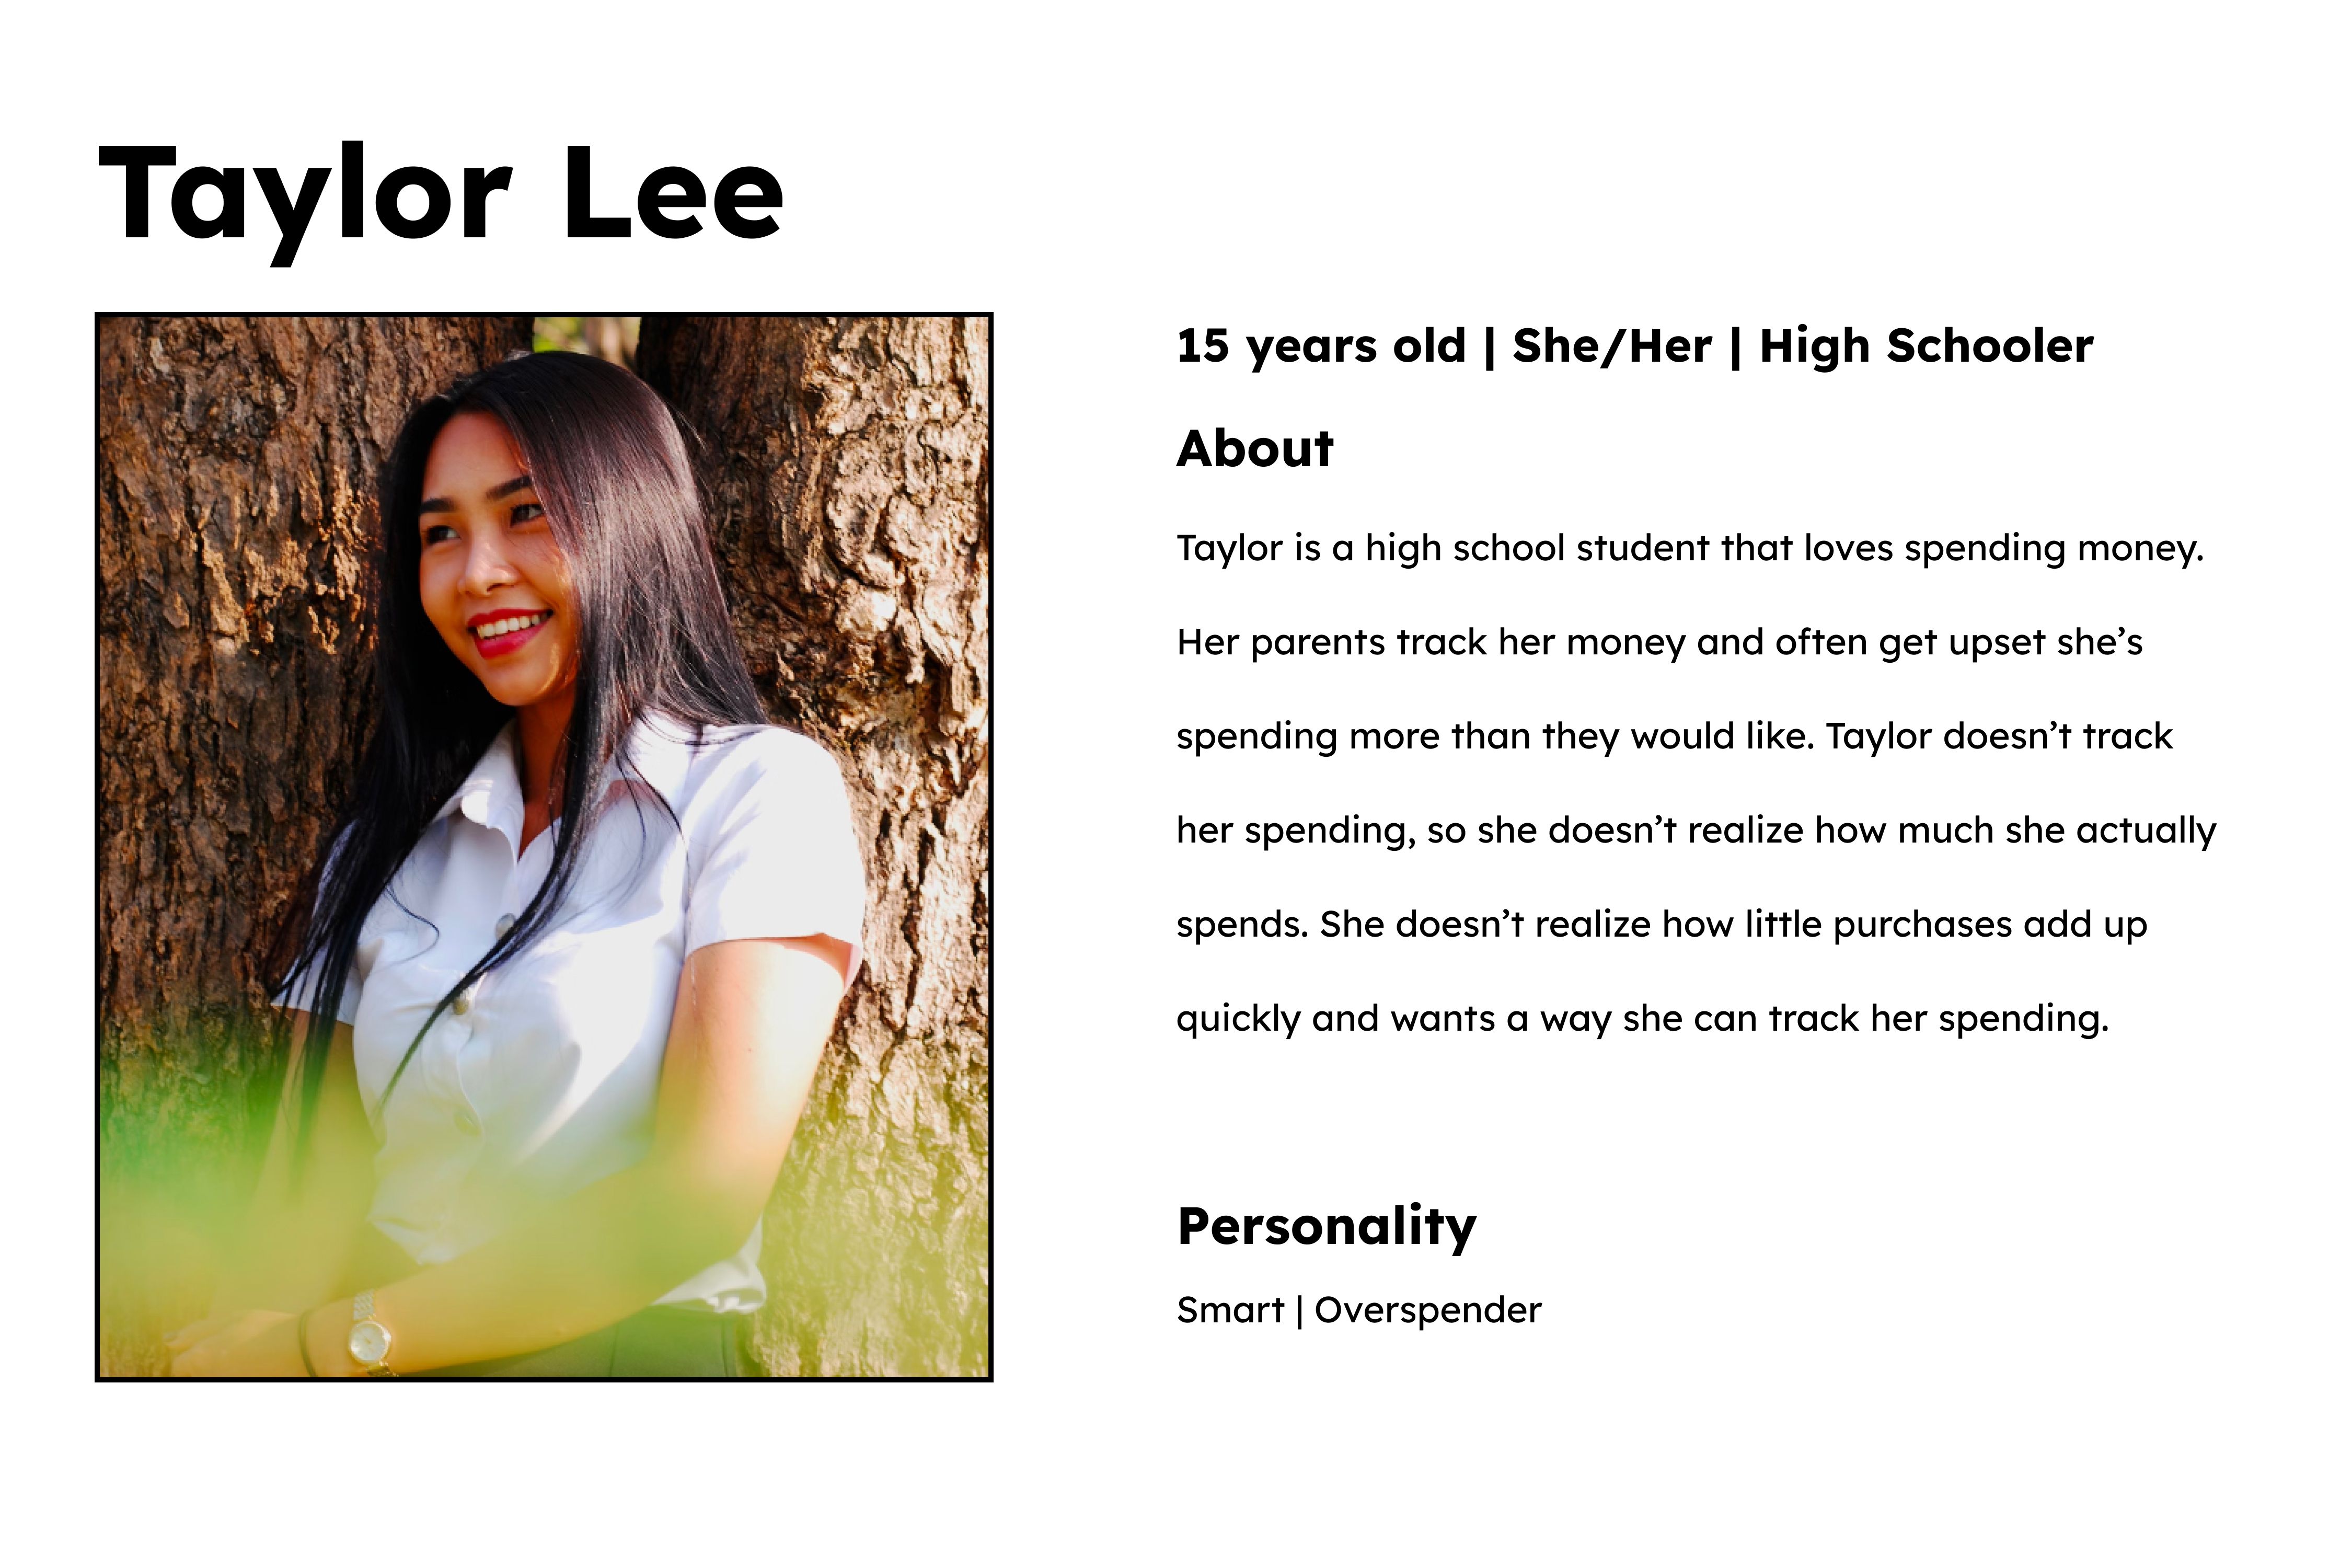 Taylor Lee
15 years old | She/Her | High Schooler
About
Taylor is a high school student that loves spending money.
Her parents track her money and often get upset she’s
spending more than they would like. Taylor doesn’t track
her spending, so she doesn’t realize how much she actually
spends. She doesn’t realize how little purchases add up
quickly and wants a way she can track her spending.
Personality
Smart | Overspender